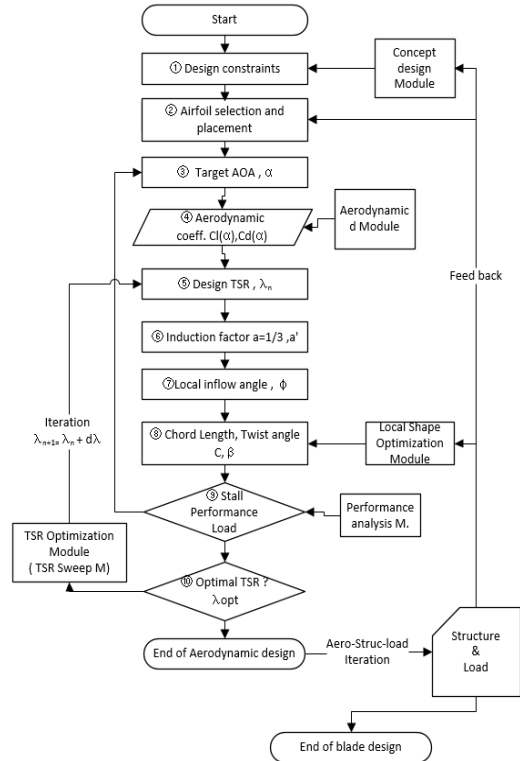 Start
① Design constraints
Concept
design
Module
② Airfoil selection and
placement
③ Target AOA , α
④ Aerodynamic
coeff. Cl(α),Cd(α)
Aerodynamic
d Module
⑤ Design TSR , λn
Feed back
⑥ Induction factor a=1/3 ,a'
⑦ Local inflow angle , ϕ
Iteration
λn+1= λn + dλ
⑧ Chord Length, Twist angle
C, β
Local Shape
Optimization
Module
⑨ Stall
Performance
Load
Performance
analysis M.
TSR Optimization
Module
( TSR Sweep M)
⑩ Optimal TSR ?
λopt
End of Aerodynamic design
Aero-Struc-load
Iteration
Structure
&
Load
End of blade design